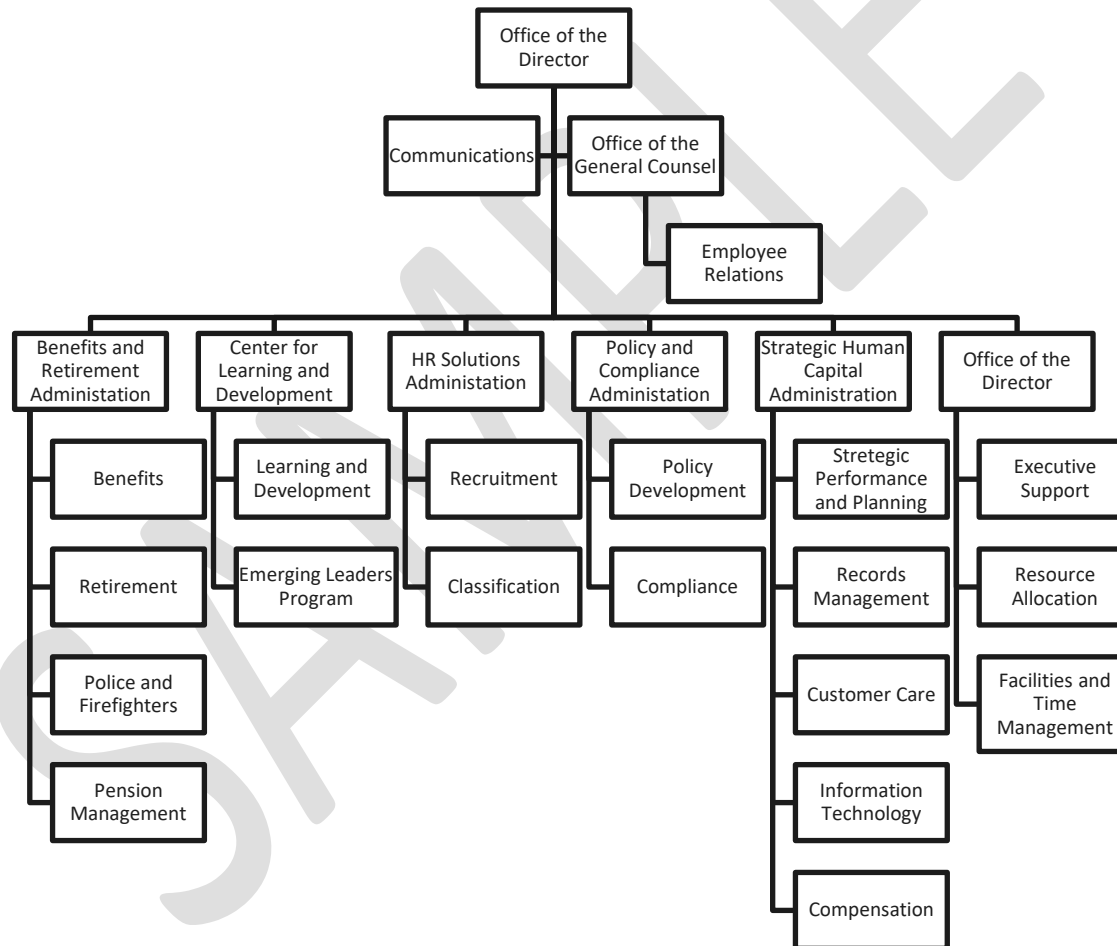 Office of the
Director
Communications
Office of the
General Counsel
Employee
Relations
Benefits and
Retirement
Administation
Center for
Learning and
Development
HR Solutions
Administation
Policy and
Compliance
Administation
Strategic Human
Capital
Administration
Office of the
Director
Benefits
Retirement
Police and
Firefighters
Pension
Management
Learning and
Development
Emerging Leaders
Program
Recruitment
Classification
Policy
Development
Compliance
Stretegic
Performance
and Planning
Records
Management
Customer Care
Information
Technology
Compensation
Executive
Support
Resource
Allocation
Facilities and
Time
Management
SAMPLE